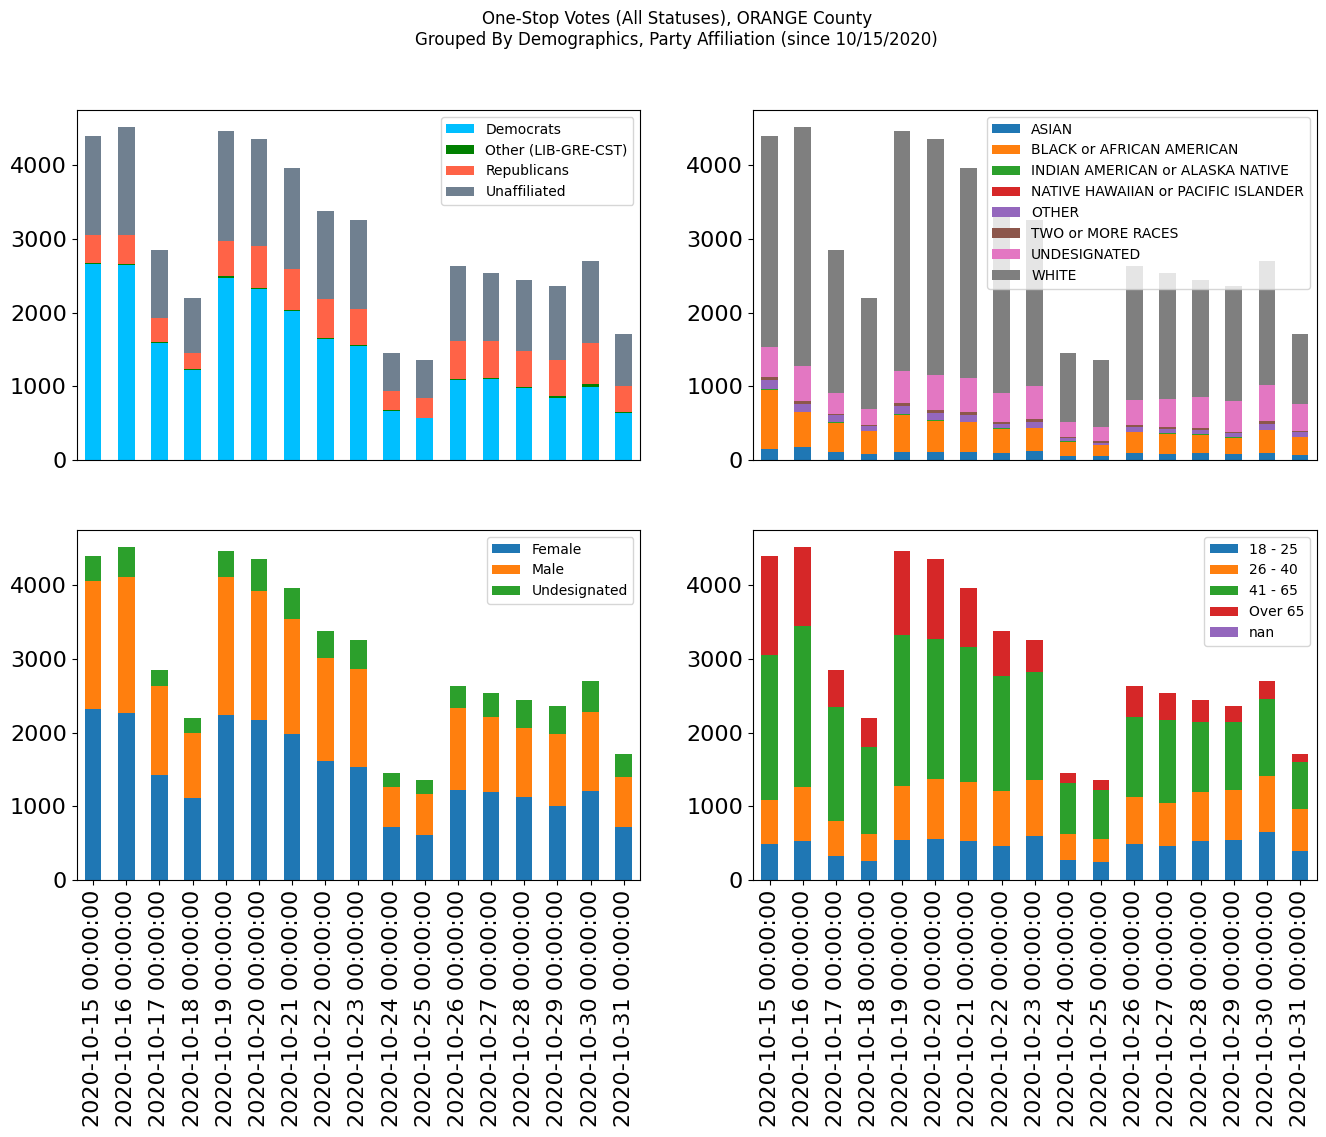 One-Stop Votes (All Statuses), ORANGE County
Grouped By Demographics, Party Affiliation (since 10/15/2020)
4000
3000
2000
1000
0
Democrats
Other (LIB-GRE-CST)
Republicans
Unaffiliated
4000
3000
2000
1000
0
ASIAN
BLACK or AFRICAN AMERICAN
INDIAN AMERICAN or ALASKA NATIVE
NATIVE HAWAIIAN or PACIFIC ISLANDER
OTHER
TWO or MORE RACES
UNDESIGNATED
WHITE
4000
3000
2000
1000
0
Female
Male
Undesignated
2020-10-15 00:00:00
2020-10-16 00:00:00
2020-10-17 00:00:00
2020-10-18 00:00:00
2020-10-19 00:00:00
2020-10-20 00:00:00
2020-10-21 00:00:00
2020-10-22 00:00:00
2020-10-23 00:00:00
2020-10-24 00:00:00
2020-10-25 00:00:00
2020-10-26 00:00:00
2020-10-27 00:00:00
2020-10-28 00:00:00
2020-10-29 00:00:00
2020-10-30 00:00:00
2020-10-31 00:00:00
4000
3000
2000
1000
0
18 - 25
26 - 40
41 - 65
Over 65
nan
2020-10-15 00:00:00
2020-10-16 00:00:00
2020-10-17 00:00:00
2020-10-18 00:00:00
2020-10-19 00:00:00
2020-10-20 00:00:00
2020-10-21 00:00:00
2020-10-22 00:00:00
2020-10-23 00:00:00
2020-10-24 00:00:00
2020-10-25 00:00:00
2020-10-26 00:00:00
2020-10-27 00:00:00
2020-10-28 00:00:00
2020-10-29 00:00:00
2020-10-30 00:00:00
2020-10-31 00:00:00